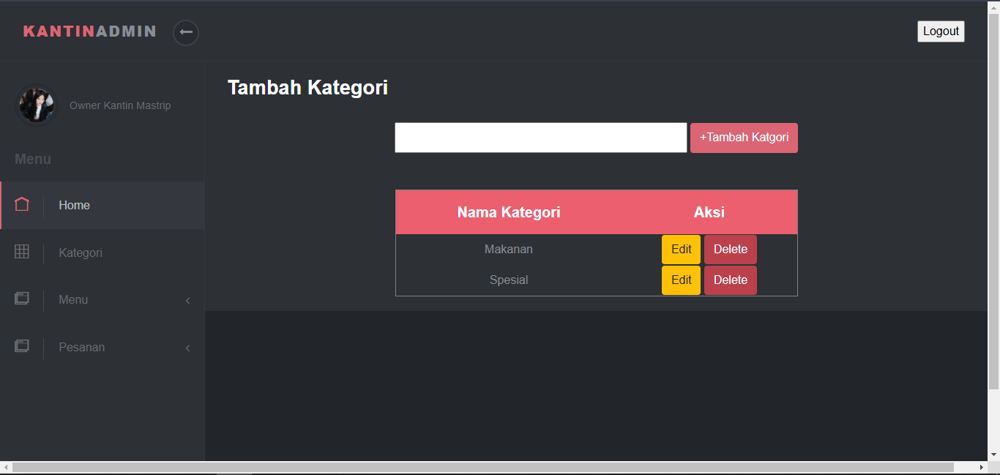 KANTINADMIN
Logout
Owner Kantin Mastrip
Menu
Home
Kategori
Menu
Pesanan
Tambah Kategori
+Tambah Katgori
Nama Kategori Aksi
Makanan Edit Delete
Spesial Edit Delete